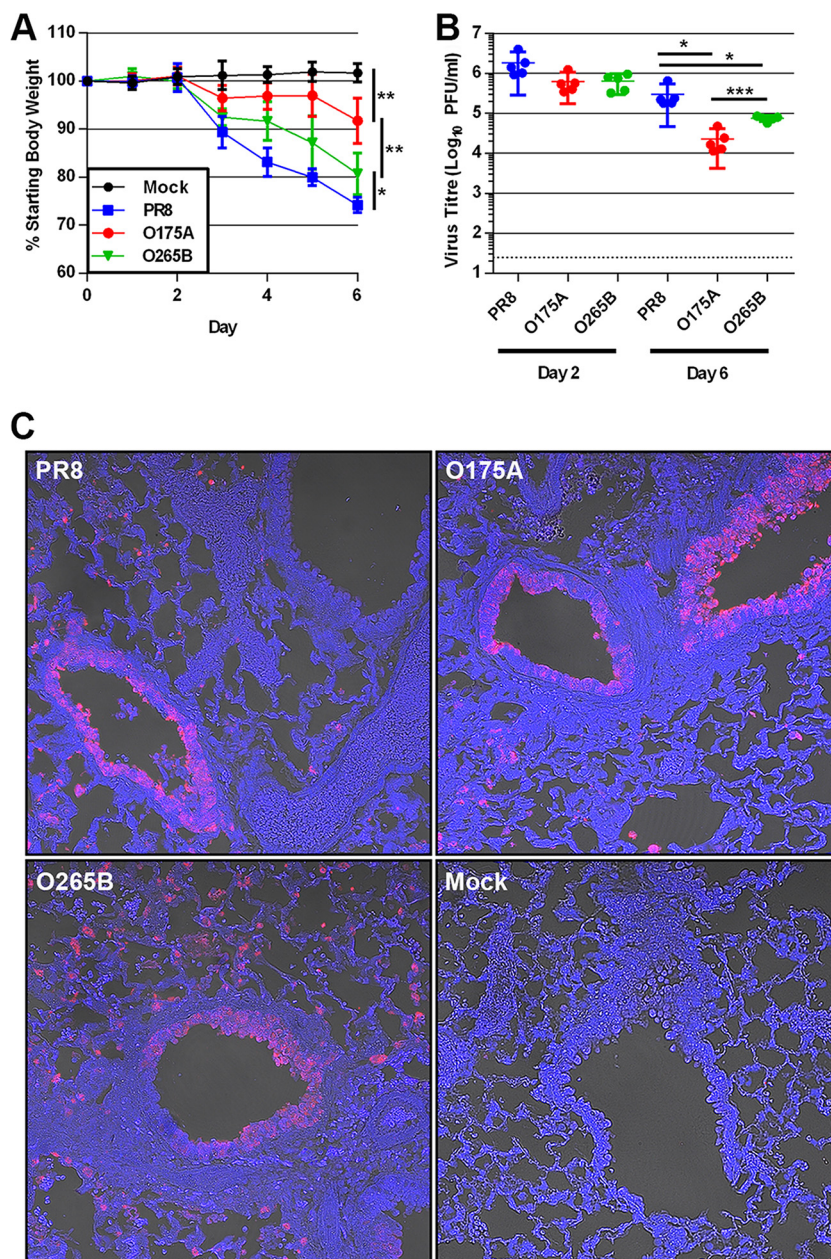 A
% Starting Body Weight
110
100
90
80
70
60
0
2
4
6
Day
Mock
PR8
O175A
O265B
**
**
*
B
Virus Titre (Log10 PFU/ml)
7
6
5
4
3
2
1
*
*
***
PR8
O175A
O265B
PR8
O175A
O265B
Day 2
Day 6
C
PR8
O175A
O265B
Mock